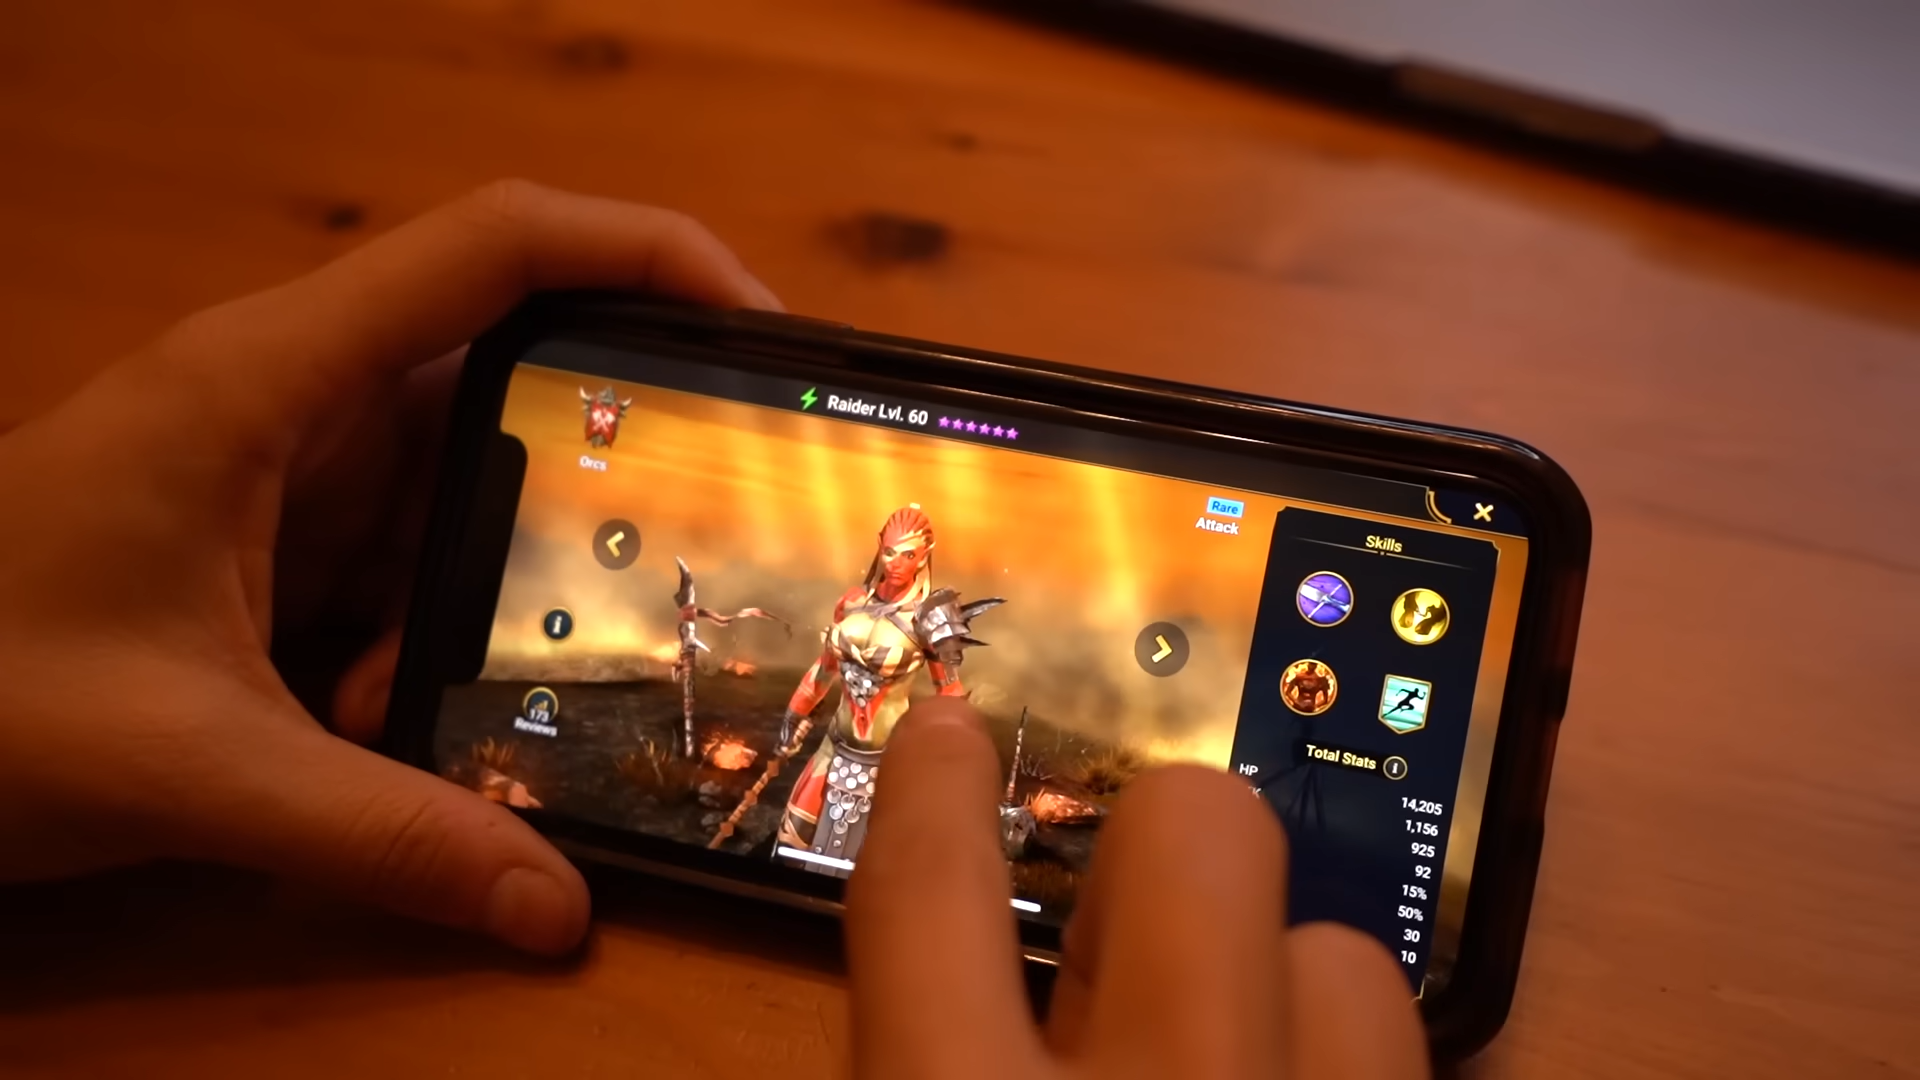 Raider Lvl. 60
Orcs
Rare
Attack
Skills
173
Reviews
Total Stats
HP
14,205
1,156
925
92
15%
50%
30
10